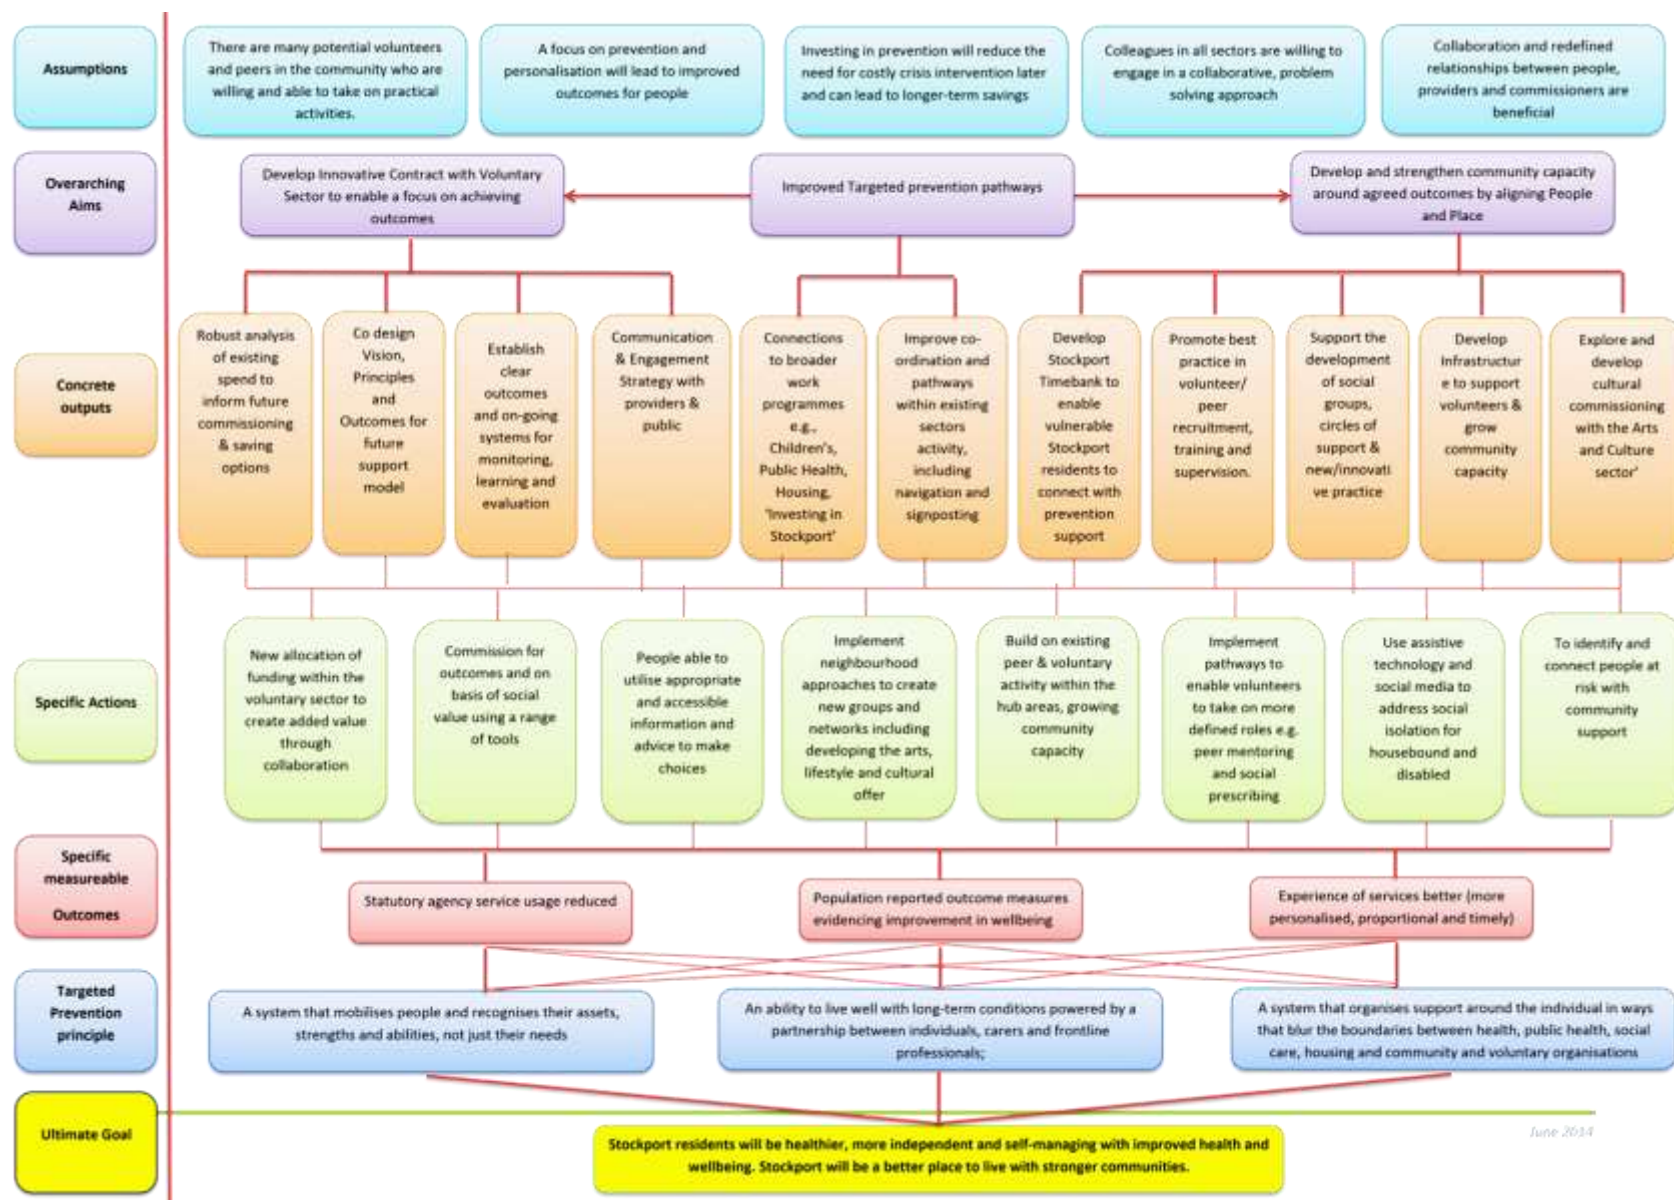 Assumptions
There are many potential volunteers
and peers in the community who are
willing and able to take on practical
activities.
A focus on prevention and
personalisation will lead to improved
outcomes for people
Investing in prevention will reduce the
need for costly crisis intervention later
and can lead to longer-term savings
Colleagues in all sectors are willing to
engage in a collaborative, problem
solving approach
Collaboration and redefined
relationships between people,
providers and commissioners are
beneficial
Overarching
Aims
Develop Innovative Contract with Voluntary
Sector to enable a focus on achieving
outcomes
Improved Targeted prevention pathways
Develop and strengthen community capacity
around agreed outcomes by aligning People
and Place
Concrete
outputs
Robust analysis
of existing
spend to
inform future
commissioning
& saving
options
Co design
Vision,
Principles
and
Outcomes for
future
support
model
Establish
clear
outcomes
and on-going
systems for
monitoring,
learning and
evaluation
Communication
& Engagement
Strategy with
providers &
public
Connections
to broader
work
programmes
e.g.,
Children's,
Public Health,
Housing,
'Investing in
Stockport'
Improve co-
ordination and
pathways
within existing
sectors
activity,
including
navigation and
signposting
Develop
Stockport
Timebank to
enable
vulnerable
Stockport
residents to
connect with
prevention
support
Promote best
practice in
volunteer/
peer
recruitment,
training and
supervision.
Support the
development
of social
groups,
circles of
support &
new/innovati
ve practice
Develop
Infrastructur
e to support
volunteers &
grow
community
capacity
Explore and
develop
cultural
commissioning
with the Arts
and Culture
sector'
Specific Actions
New allocation of
funding within the
voluntary sector to
create added value
through
collaboration
Commission for
outcomes and on
basis of social
value using a range
of tools
People able to
utilise appropriate
and accessible
information and
advice to make
choices
Implement
neighbourhood
approaches to create
new groups and
networks including
developing the arts,
lifestyle and cultural
offer
Build on existing
peer & voluntary
activity within the
hub areas, growing
community
capacity
Implement
pathways to
enable volunteers
to take on more
defined roles e.g.
peer mentoring
and social
prescribing
Use assistive
technology and
social media to
address social
isolation for
housebound and
disabled
To identify and
connect people at
risk with
community
support
Specific
measureable
Outcomes
Statutory agency service usage reduced
Population reported outcome measures
evidencing improvement in wellbeing
Experience of services better (more
personalised, proportional and timely)
Targeted
Prevention
principle
A system that mobilises people and recognises their assets,
strengths and abilities, not just their needs
An ability to live well with long-term conditions powered by a
partnership between individuals, carers and frontline
professionals;
A system that organises support around the individual in ways
that blur the boundaries between health, public health, social
care, housing and community and voluntary organisations
Ultimate Goal
Stockport residents will be healthier, more independent and self-managing with improved health and
wellbeing. Stockport will be a better place to live with stronger communities.
June 2014